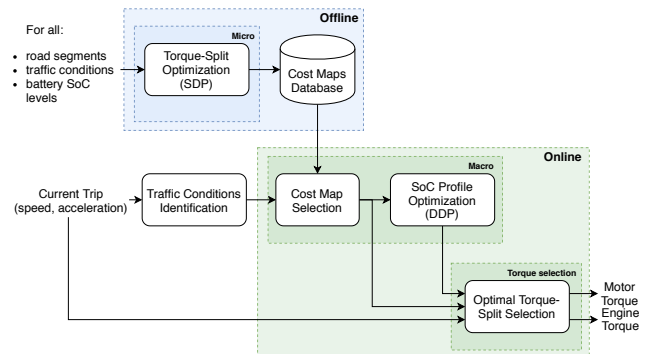 Offline
For all:
• road segments
• traffic conditions
• battery SoC
levels
Micro
Torque-Split
Optimization
(SDP)
Cost Maps
Database
Online
Macro
Current Trip
(speed, acceleration)
Traffic Conditions
Identification
Cost Map
Selection
SoC Profile
Optimization
(DDP)
Torque selection
Optimal Torque-
Split Selection
Motor
Torque
Engine
Torque